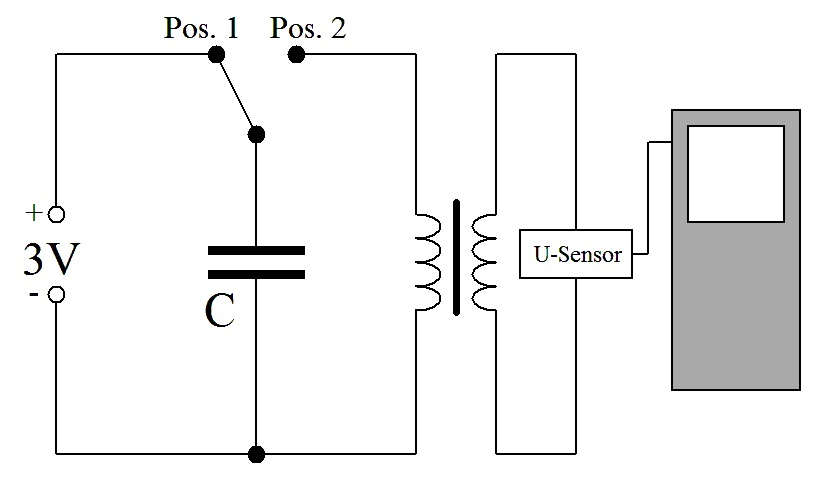 Pos. 1 Pos. 2
+
3V
-
C
U-Sensor